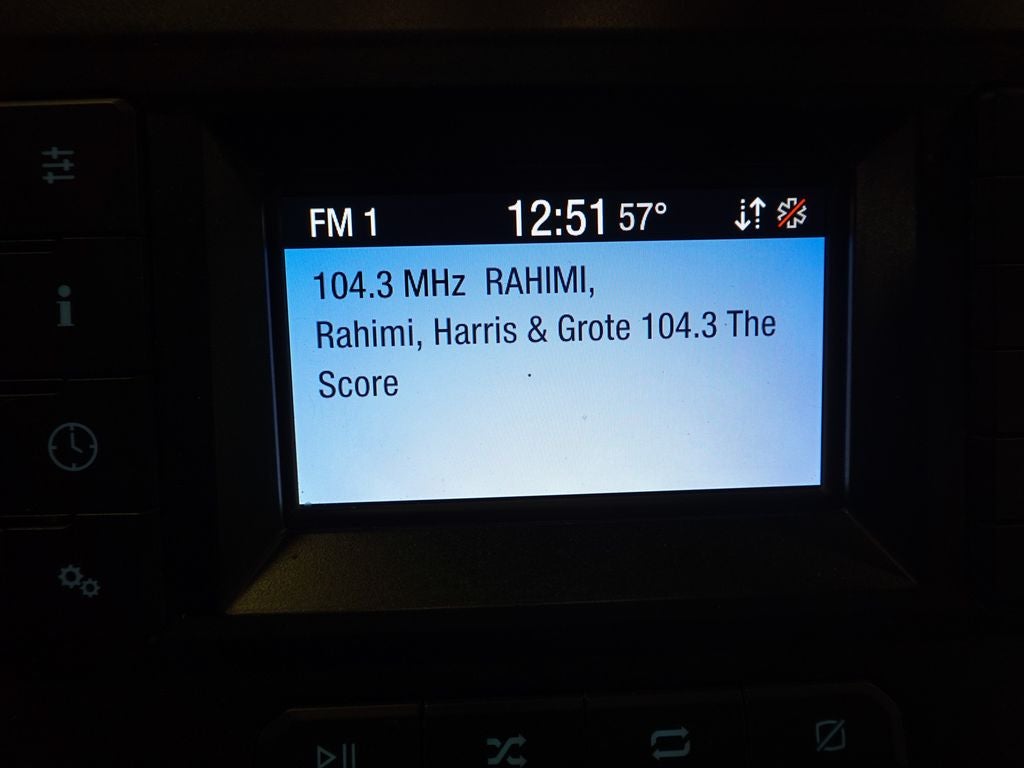 FM 1 12:51 57°
104.3 MHz RAHIMI,
Rahimi, Harris & Grote 104.3 The
Score